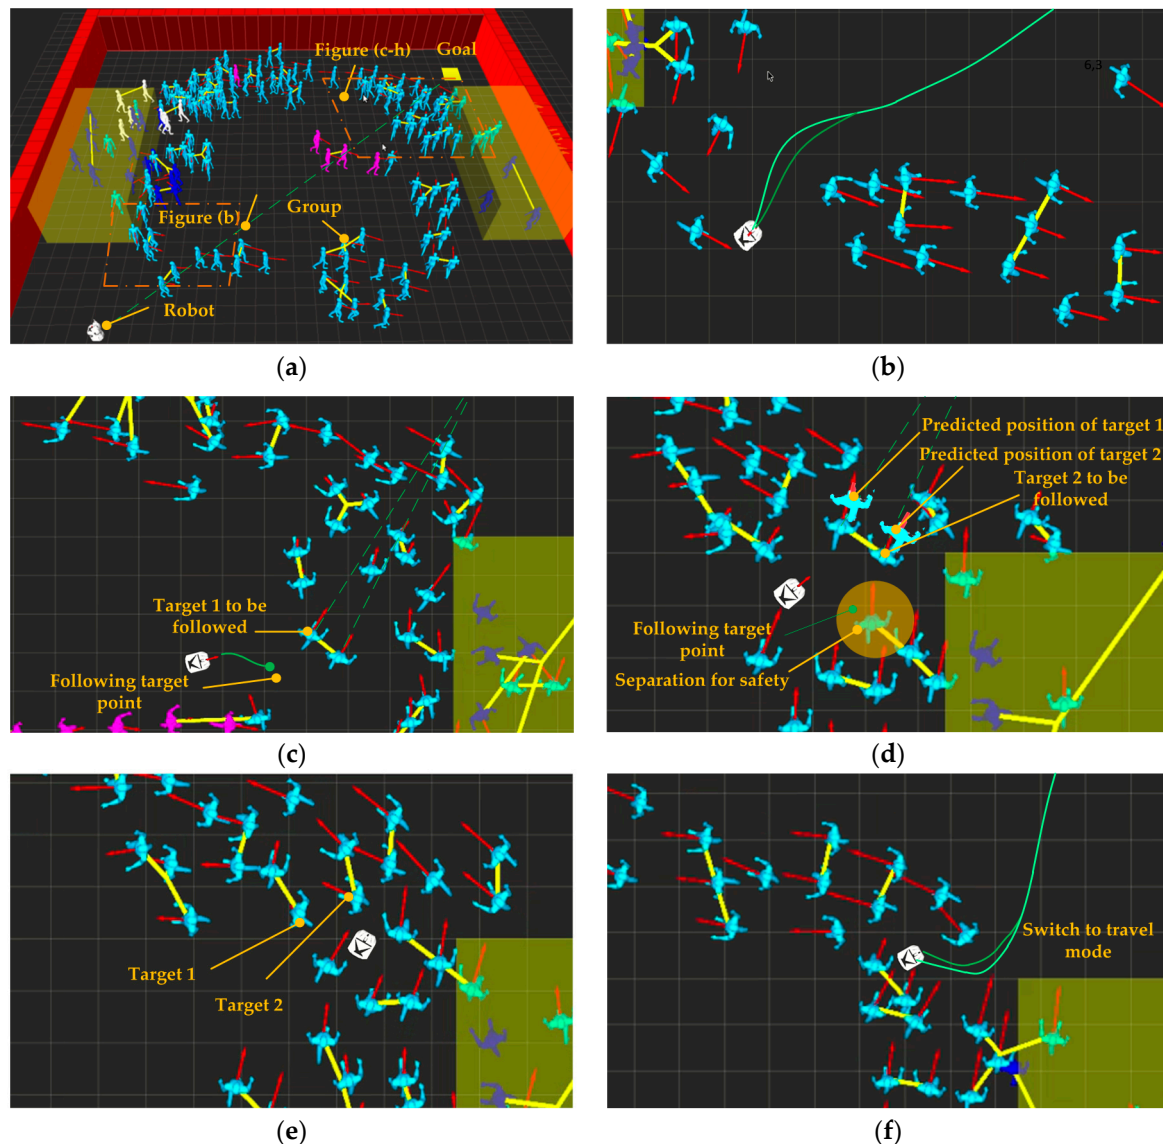 Figure (c-h)
Goal
Figure (b)
Group
Robot
(a)
6,3
(b)
Target 1 to be
followed
Following target
point
(c)
Predicted position of target 1
Predicted position of target 2
Target 2 to be
followed
Following target
point
Separation for safety
(d)
Target 1
Target 2
(e)
Switch to travel
mode
(f)